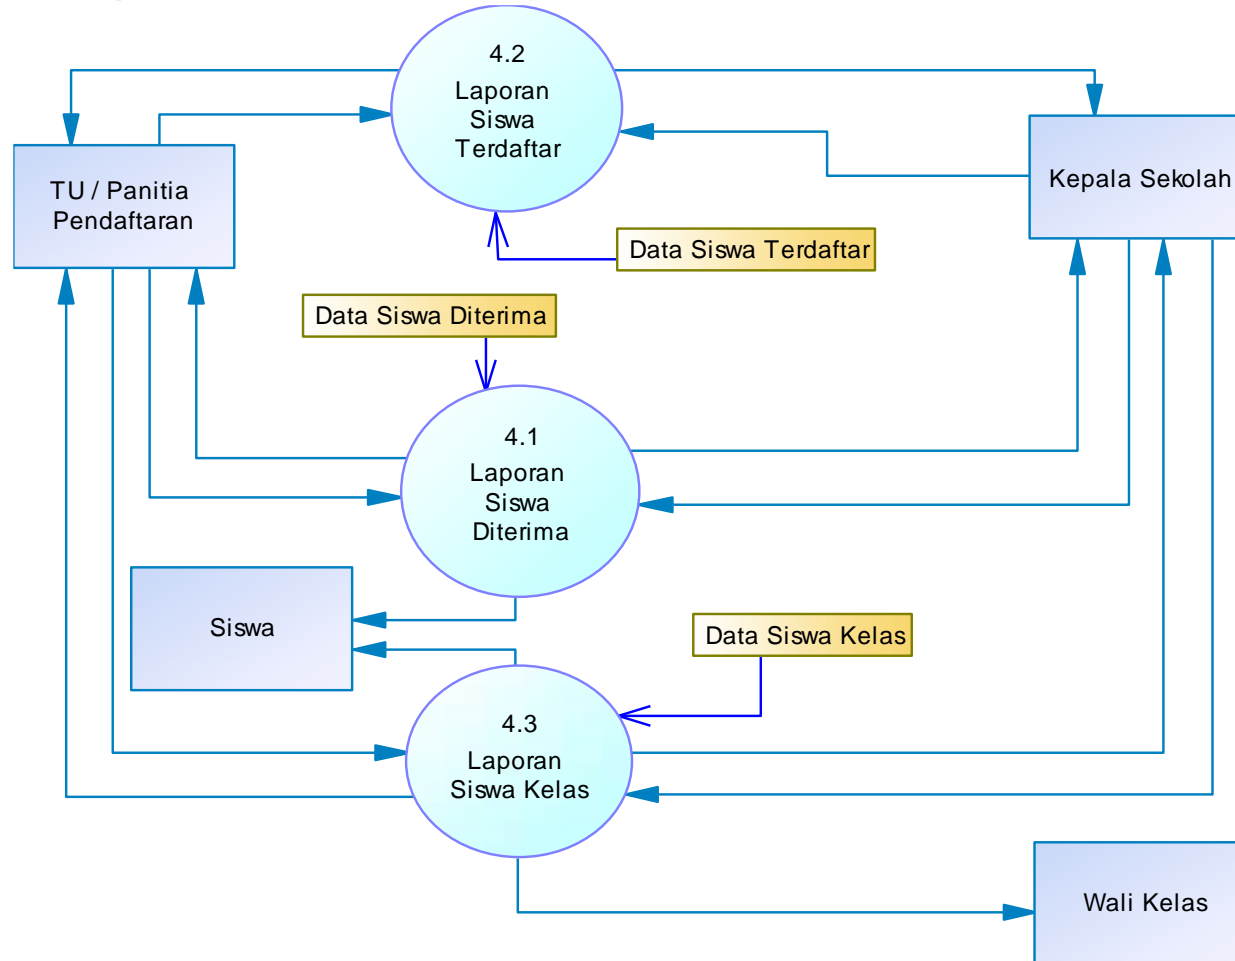 4.2
Laporan
Siswa
Terdaftar
TU / Panitia
Pendaftaran
Kepala Sekolah
Data Siswa Terdaftar
Data Siswa Diterima
4.1
Laporan
Siswa
Diterima
Siswa
Data Siswa Kelas
4.3
Laporan
Siswa Kelas
Wali Kelas